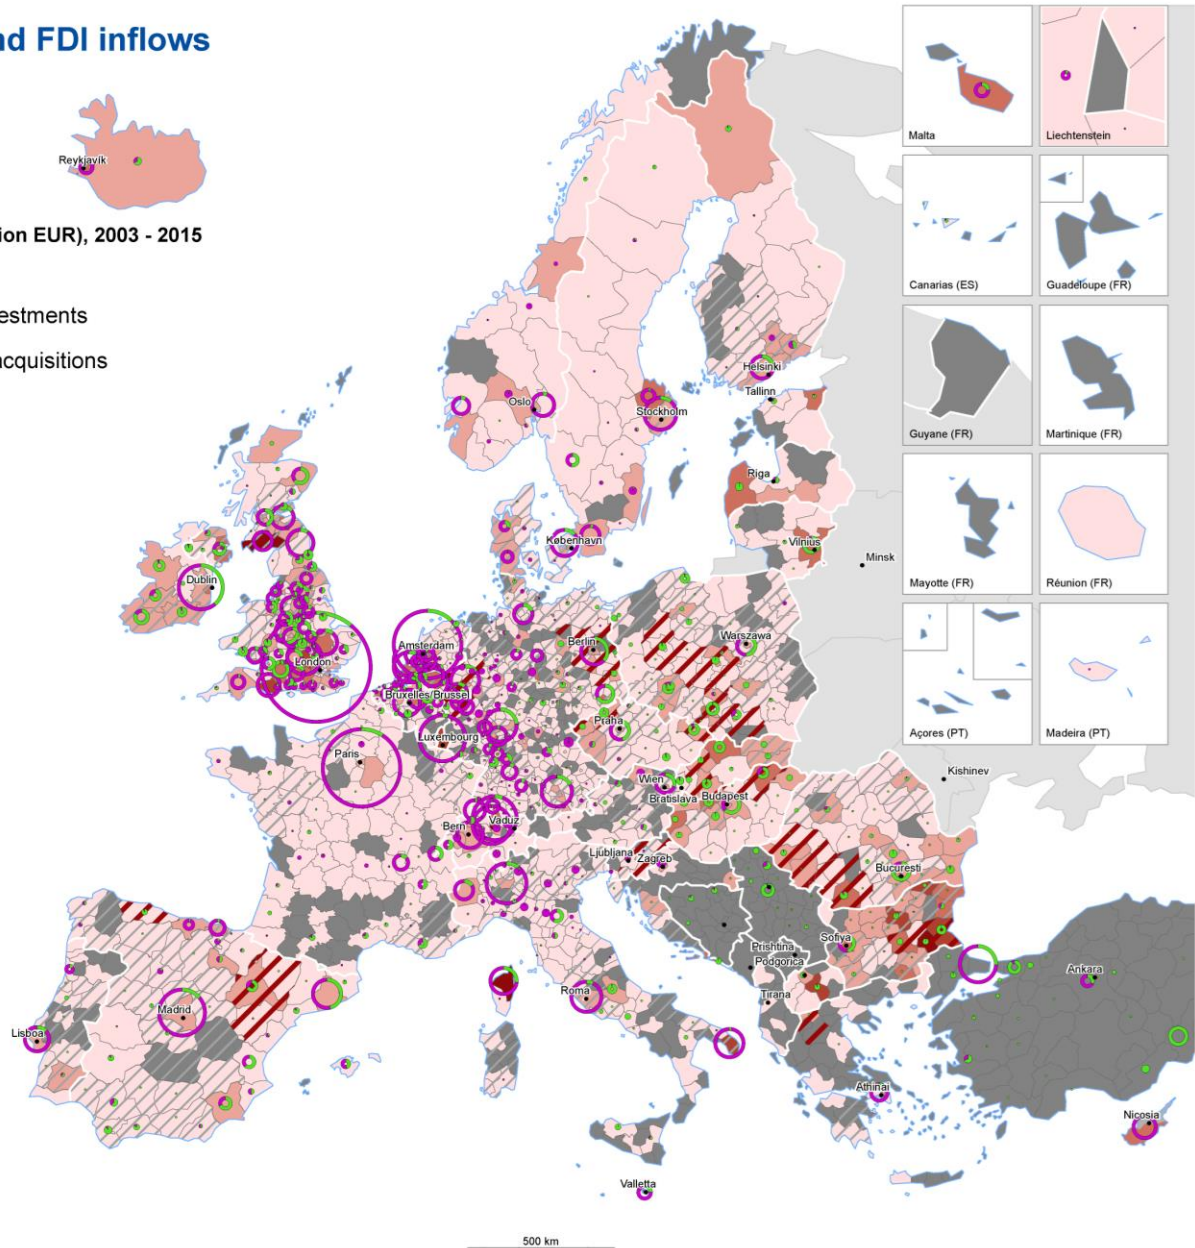 nd FDI inflows
Reykjavík
ion EUR), 2003 - 2015
estments
acquisitions
Malta
Liechtenstein
Canarias (ES)
Guadeloupe (FR)
Guyane (FR)
Martinique (FR)
Mayotte (FR)
Réunion (FR)
Açores (PT)
Madeira (PT)
Helsinki
Tallinn
Oslo
Stockholm
Riga
København
Vilnius
Minsk
Dublin
Amsterdam
Berlin
Warszawa
London
Bruxelles/Brussel
Praha
Luxembourg
Paris
Kishinev
Wien
Bratislava
Budapest
Bern
Vaduz
Ljubljana
Zagreb
Bucuresti
Prishtina
Sofiya
Podgorica
Ankara
Roma
Tirana
Madrid
Lisboa
Athinai
Nicosia
Valletta
500 km